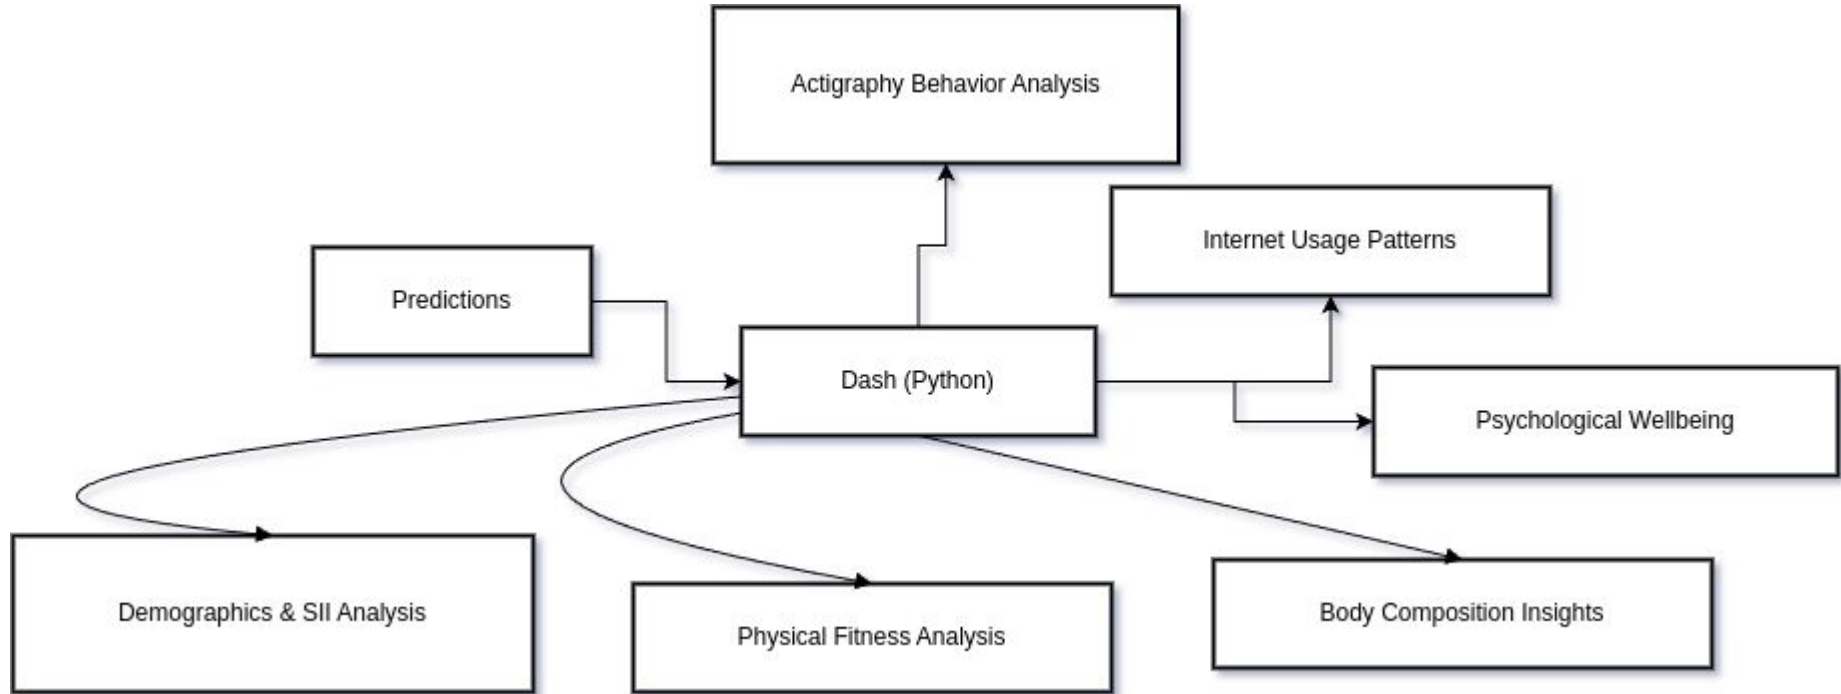 Actigraphy Behavior Analysis
Internet Usage Patterns
Predictions
Dash (Python)
Psychological Wellbeing
Demographics & SII Analysis
Physical Fitness Analysis
Body Composition Insights